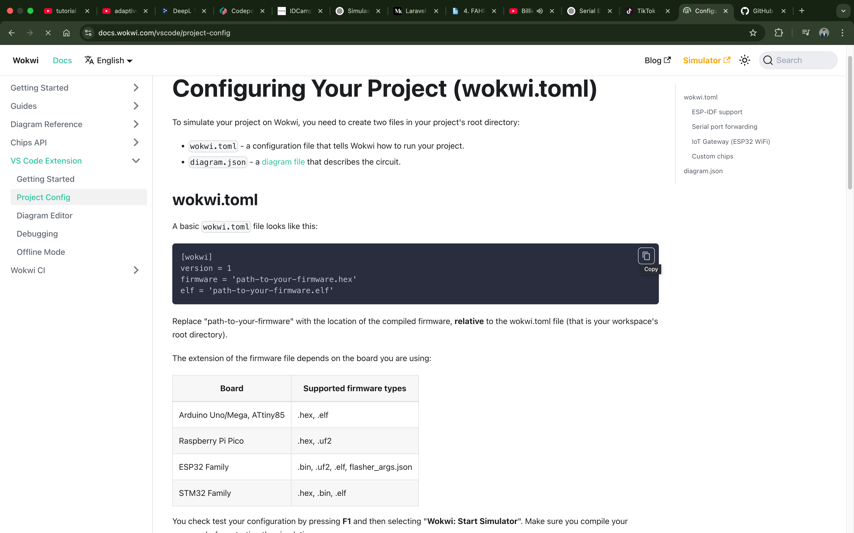 tutorial
adaptive
DeepL
Codepo
IDCam
Simulan
Laravel
4. FAHI
Billie
Serial E
TikTok
Config
GitHub
docs.wokwi.com/vscode/project-config
Wokwi
Docs
English
Blog
Simulator
Search
Getting Started
Guides
Diagram Reference
Chips API
VS Code Extension
Getting Started
Project Config
Diagram Editor
Debugging
Offline Mode
Wokwi CI
Configuring Your Project (wokwi.toml)
To simulate your project on Wokwi, you need to create two files in your project's root directory:
• wokwi.toml - a configuration file that tells Wokwi how to run your project.
• diagram.json - a diagram file that describes the circuit.
wokwi.toml
A basic wokwi.toml file looks like this:
[wokwi]
version = 1
firmware = 'path-to-your-firmware.hex'
elf = 'path-to-your-firmware.elf'
Copy
Replace "path-to-your-firmware" with the location of the compiled firmware, relative to the wokwi.toml file (that is your workspace's
root directory).
The extension of the firmware file depends on the board you are using:
Board Supported firmware types
Arduino Uno/Mega, ATtiny85 .hex, .elf
Raspberry Pi Pico .hex, .uf2
ESP32 Family .bin, .uf2, .elf, flasher_args.json
STM32 Family .hex, .bin, .elf
You check test your configuration by pressing F1 and then selecting "Wokwi: Start Simulator". Make sure you compile your
wokwi.toml
ESP-IDF support
Serial port forwarding
IoT Gateway (ESP32 WiFi)
Custom chips
diagram.json